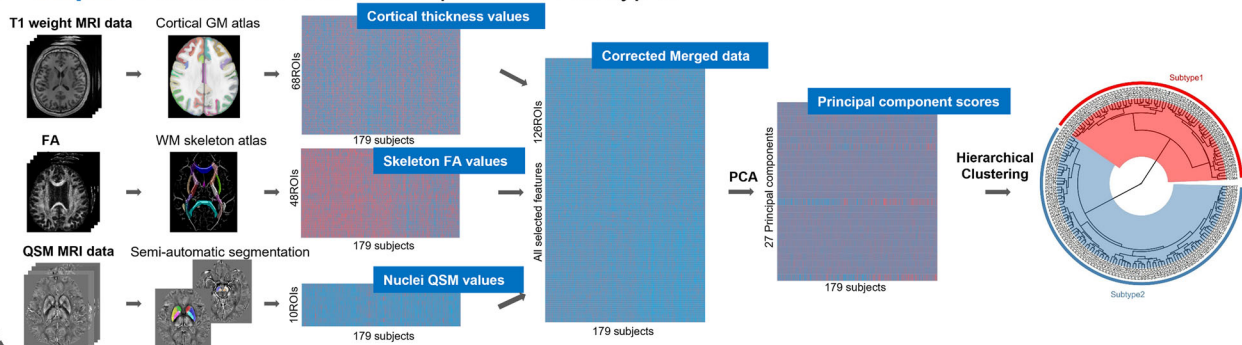 T1 weight MRI data
Cortical GM atlas
Cortical thickness values
68ROIs
179 subjects
FA
WM skeleton atlas
Skeleton FA values
48ROIs
179 subjects
QSM MRI data
Semi-automatic segmentation
Nuclei QSM values
10ROIs
179 subjects
Corrected Merged data
126ROIs
All selected features
179 subjects
PCA
Principal component scores
27 Principal components
179 subjects
Hierarchical
Clustering
Subtype1
Subtype2